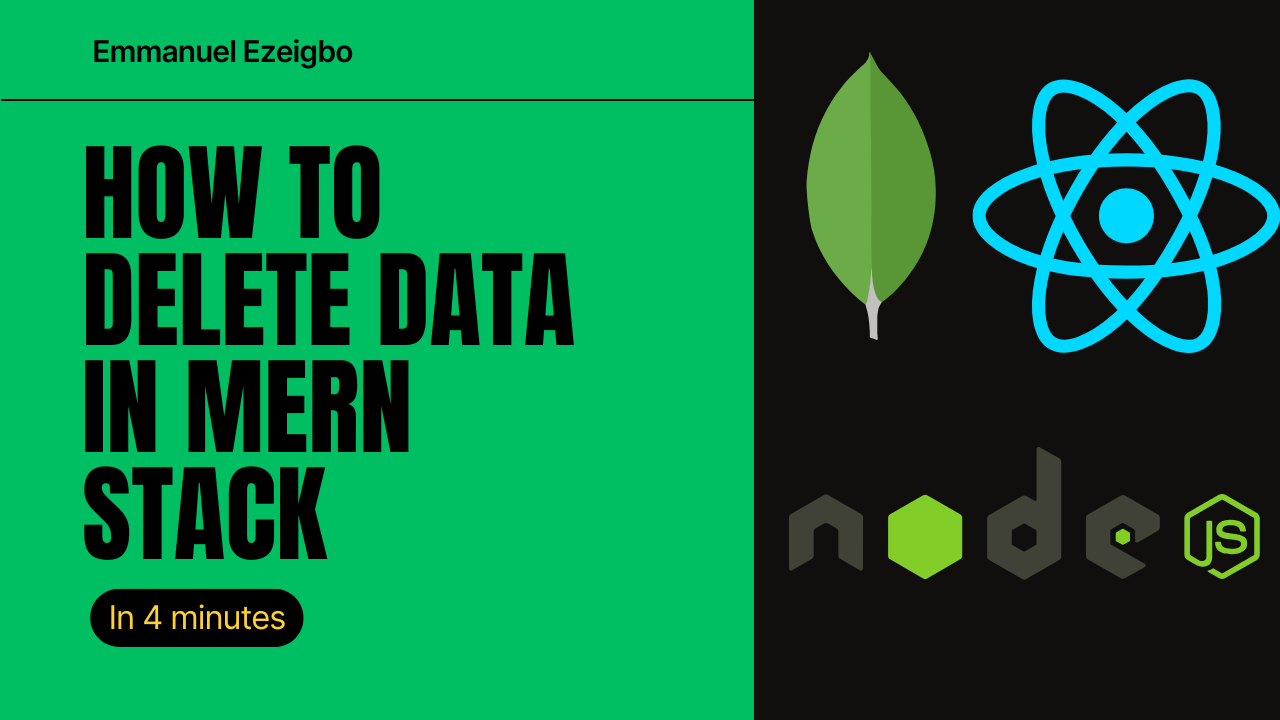 Emmanuel Ezeigbo
HOW TO
DELETE DATA
IN MERN
STACK
In 4 minutes
node
JS